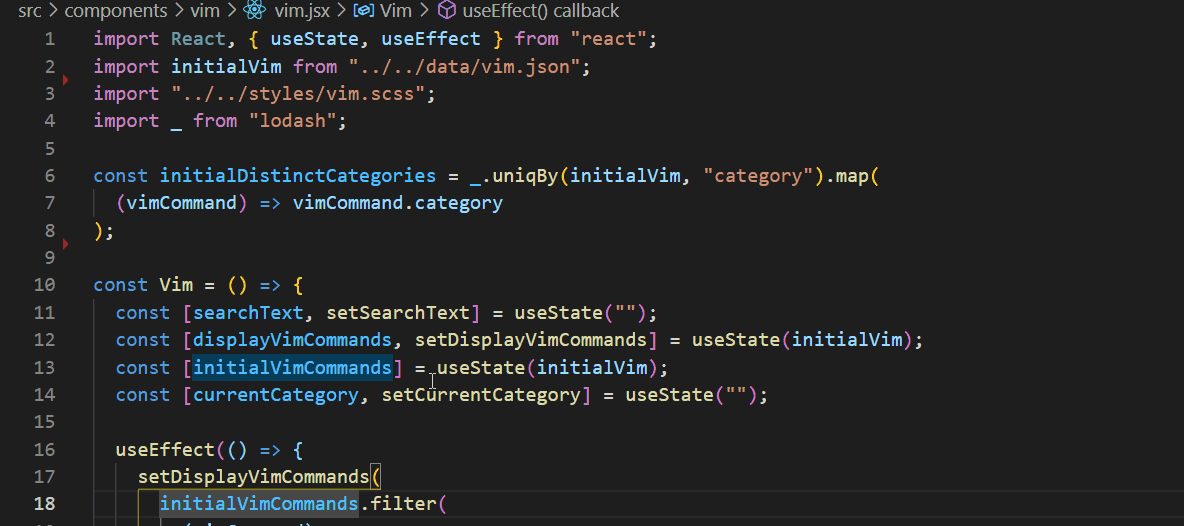 src > components > vim > vim.jsx > Vim > useEffect() callback
1 import React, { useState, useEffect } from "react";
2 import initialVim from "../../data/vim.json";
3 import "../../styles/vim.scss";
4 import _ from "lodash";
5
6 const initialDistinctCategories = _.uniqBy(initialVim, "category").map(
7 (vimCommand) => vimCommand.category
8 );
9
10 const Vim = () => {
11 const [searchText, setSearchText] = useState("");
12 const [displayVimCommands, setDisplayVimCommands] = useState(initialVim);
13 const [initialVimCommands] = useState(initialVim);
14 const [currentCategory, setCurrentCategory] = useState("");
15
16 useEffect(() => {
17 setDisplayVimCommands(
18 initialVimCommands.filter(